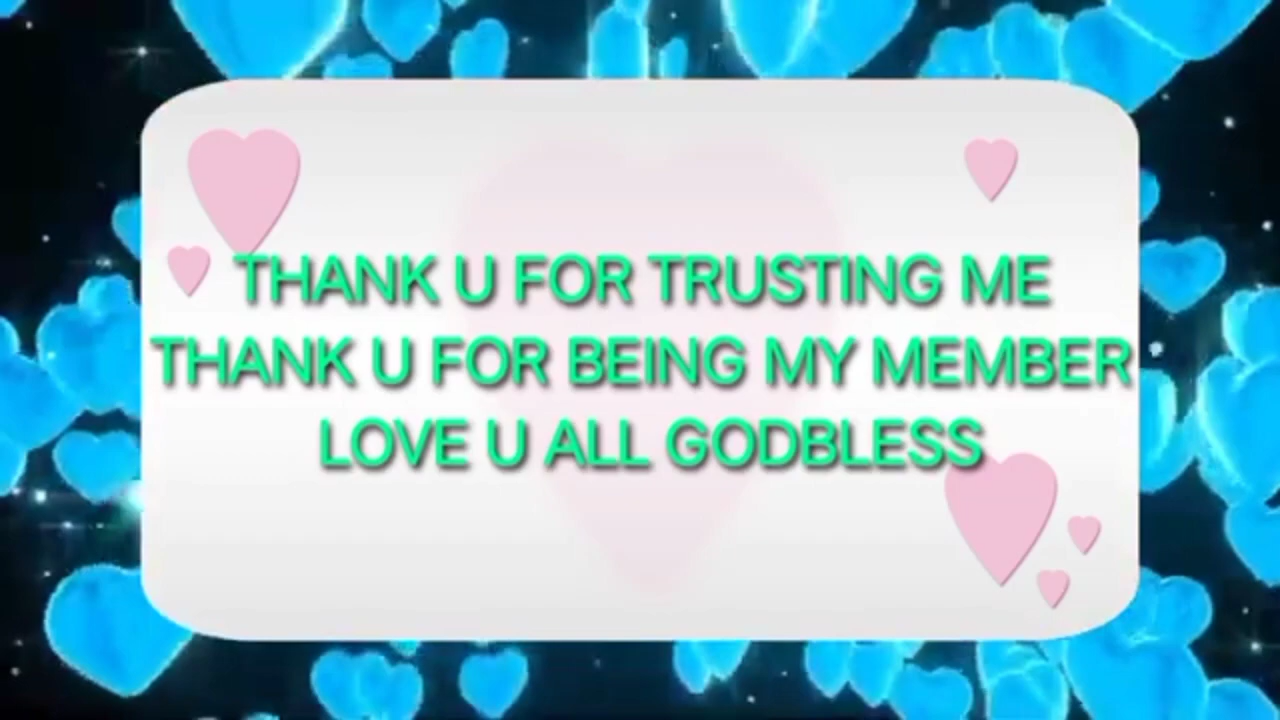 THANK U FOR TRUSTING ME
THANK U FOR BEING MY MEMBER
LOVE U ALL GODBLESS